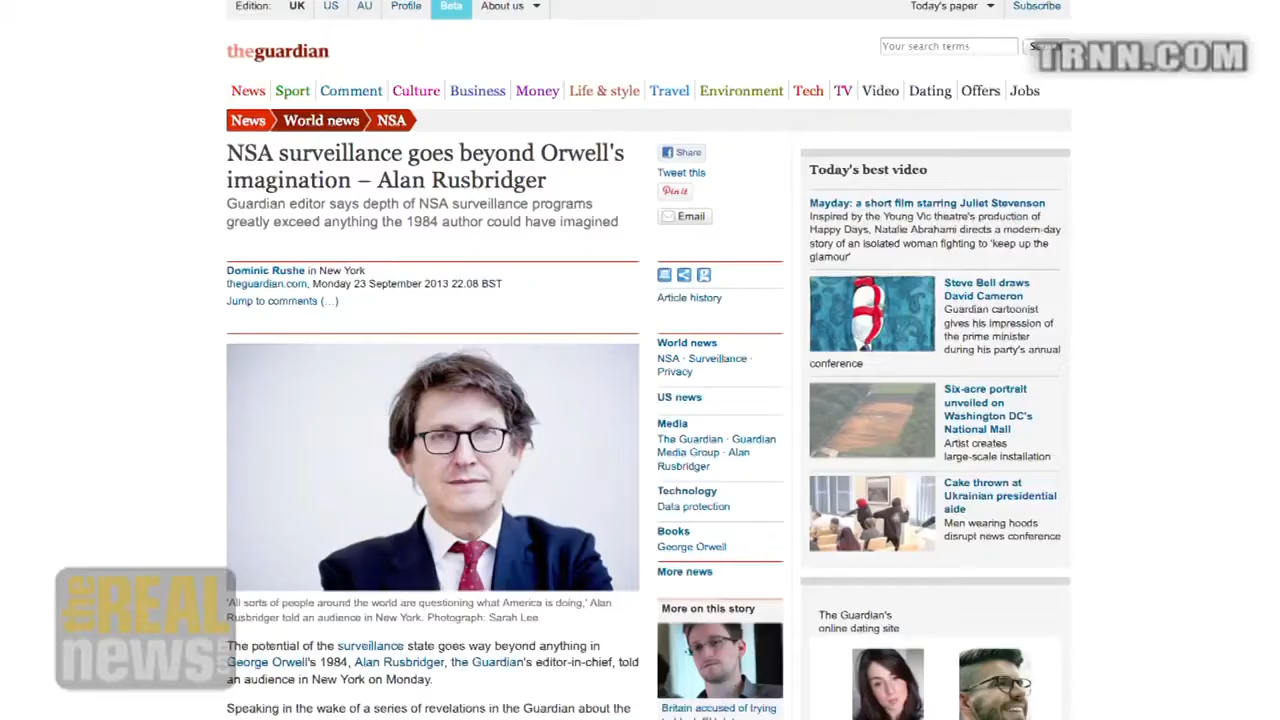 Edition: UK US AU Profile Beta About us Today's paper Subscribe
theguardian
Your search terms
TRNN.COM
News Sport Comment Culture Business Money Life & style Travel Environment Tech TV Video Dating Offers Jobs
News World news NSA
NSA surveillance goes beyond Orwell's
imagination – Alan Rusbridger
Guardian editor says depth of NSA surveillance programs
greatly exceed anything the 1984 author could have imagined
Dominic Rushe in New York
theguardian.com, Monday 23 September 2013 22.08 BST
Jump to comments (…)
'All sorts of people around the world are questioning what America is doing,' Alan
Rusbridger told an audience in New York. Photograph: Sarah Lee
The potential of the surveillance state goes way beyond anything in
George Orwell's 1984, Alan Rusbridger, the Guardian's editor-in-chief, told
an audience in New York on Monday.
Speaking in the wake of a series of revelations in the Guardian about the
Share
Tweet this
Pin it
Email
Article history
World news
NSA · Surveillance ·
Privacy
US news
Media
The Guardian · Guardian
Media Group · Alan
Rusbridger
Technology
Data protection
Books
George Orwell
More news
More on this story
Britain accused of trying
Today's best video
Mayday: a short film starring Juliet Stevenson
Inspired by the Young Vic theatre's production of
Happy Days, Natalie Abrahami directs a modern-day
story of an isolated woman fighting to 'keep up the
glamour'
Steve Bell draws
David Cameron
Guardian cartoonist
gives his impression of
the prime minister
during his party's annual
conference
Six-acre portrait
unveiled on
Washington DC's
National Mall
Artist creates
large-scale installation
Cake thrown at
Ukrainian presidential
aide
Men wearing hoods
disrupt news conference
The Guardian's
online dating site
the REAL
news.com